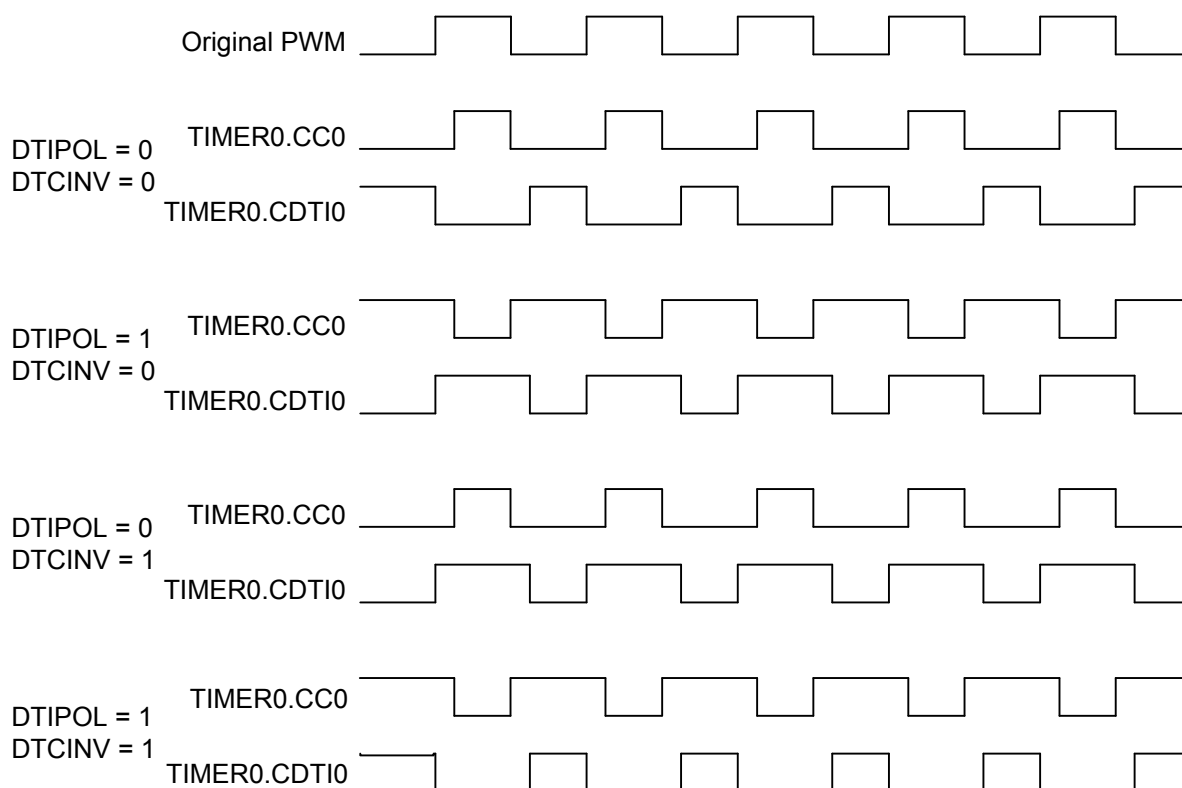 Original PWM
DTIPOL = 0
DTCINV = 0
TIMER0.CC0
TIMER0.CDTI0
DTIPOL = 1
DTCINV = 0
TIMER0.CC0
TIMER0.CDTI0
DTIPOL = 0
DTCINV = 1
TIMER0.CC0
TIMER0.CDTI0
DTIPOL = 1
DTCINV = 1
TIMER0.CC0
TIMER0.CDTI0